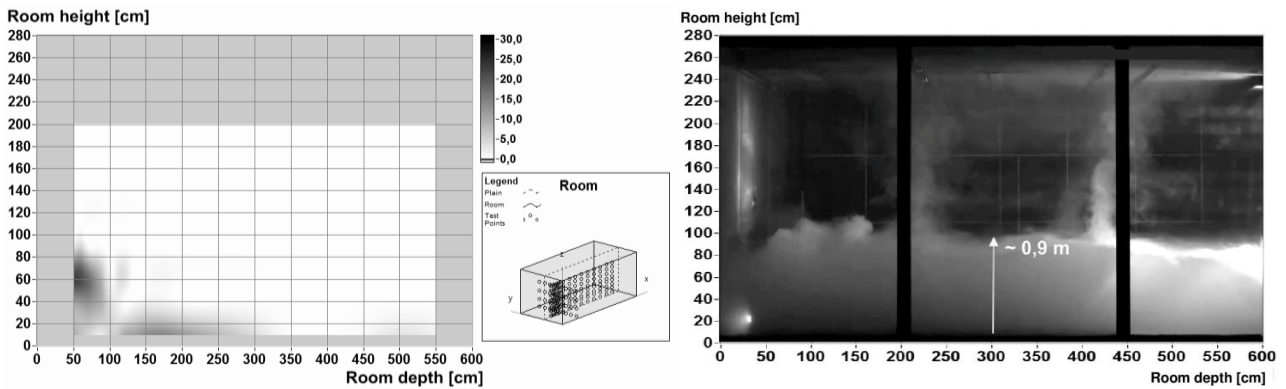 Room height [cm]
280
260
240
220
200
180
160
140
120
100
80
60
40
20
0
0 50 100 150 200 250 300 350 400 450 500 550 600
Room depth [cm]
30,0
25,0
20,0
15,0
10,0
5,0
0,0
Legend
Plain
Room
Test
Points
Room
z
x
y
Room height [cm]
280
260
240
220
200
180
160
140
120
100
80
60
40
20
0
~ 0,9 m
0 50 100 150 200 250 300 350 400 450 500 550 600
Room depth [cm]